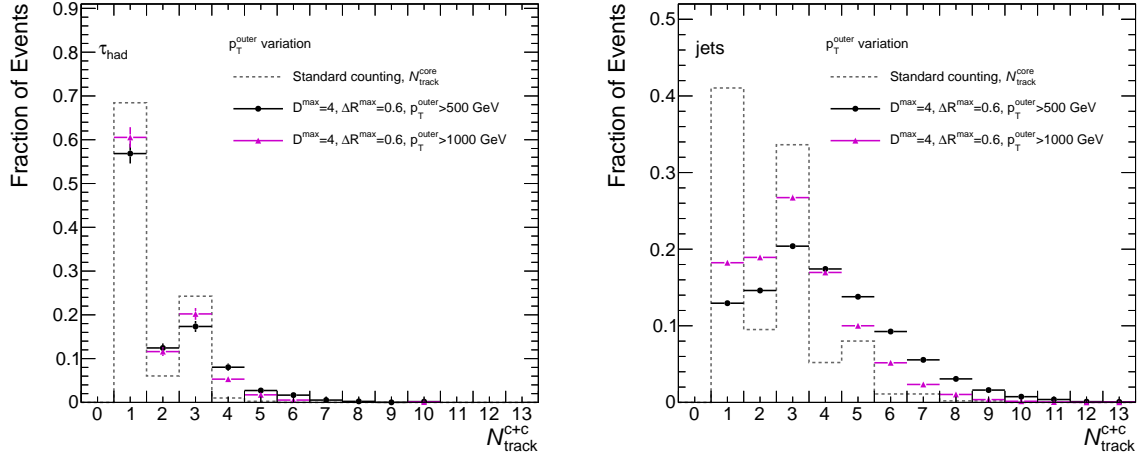 Fraction of Events
0.9
0.8
0.7
0.6
0.5
0.4
0.3
0.2
0.1
0
τ_had
p_T^outer variation
Standard counting, N_track^core
D^max=4, ΔR^max=0.6, p_T^outer>500 GeV
D^max=4, ΔR^max=0.6, p_T^outer>1000 GeV
0 1 2 3 4 5 6 7 8 9 10 11 12 13
N_track^c+c
Fraction of Events
0.5
0.4
0.3
0.2
0.1
0
jets
p_T^outer variation
Standard counting, N_track^core
D^max=4, ΔR^max=0.6, p_T^outer>500 GeV
D^max=4, ΔR^max=0.6, p_T^outer>1000 GeV
0 1 2 3 4 5 6 7 8 9 10 11 12 13
N_track^c+c